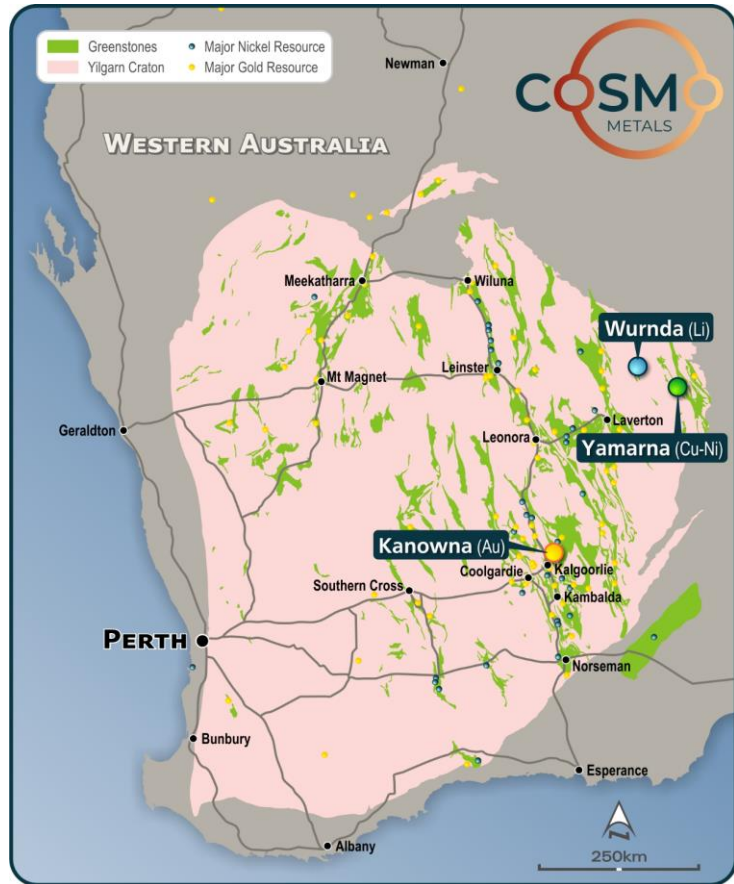 Greenstones
Yilgarn Craton
Major Nickel Resource
Major Gold Resource
Newman
COSMO
METALS
WESTERN AUSTRALIA
Meekatharra
Wiluna
Wurnda (Li)
Leinster
Mt Magnet
Geraldton
Laverton
Leonora
Yamarna (Cu-Ni)
Kanowna (Au)
Coolgardie
Kalgoorlie
Southern Cross
Kambalda
PERTH
Norseman
Bunbury
Esperance
Albany
N
250km